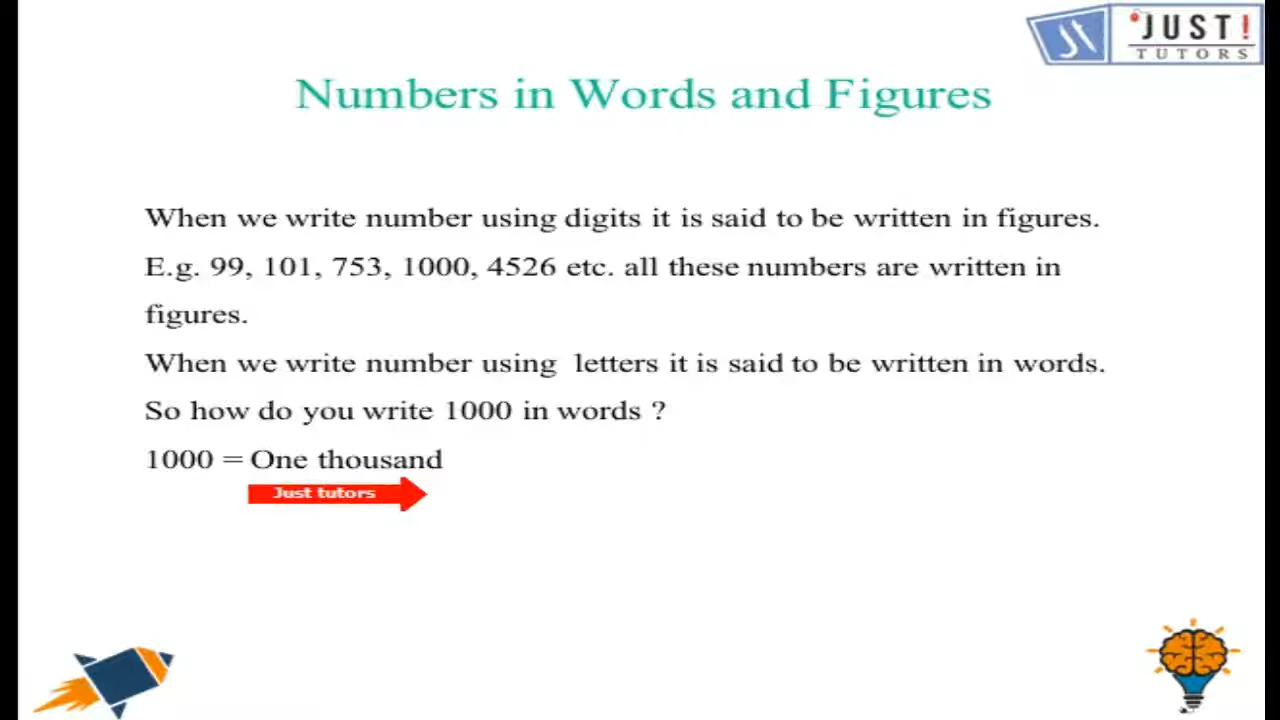 JUST!
TUTORS
Numbers in Words and Figures
When we write number using digits it is said to be written in figures.
E.g. 99, 101, 753, 1000, 4526 etc. all these numbers are written in
figures.
When we write number using letters it is said to be written in words.
So how do you write 1000 in words ?
1000 = One thousand
Just tutors